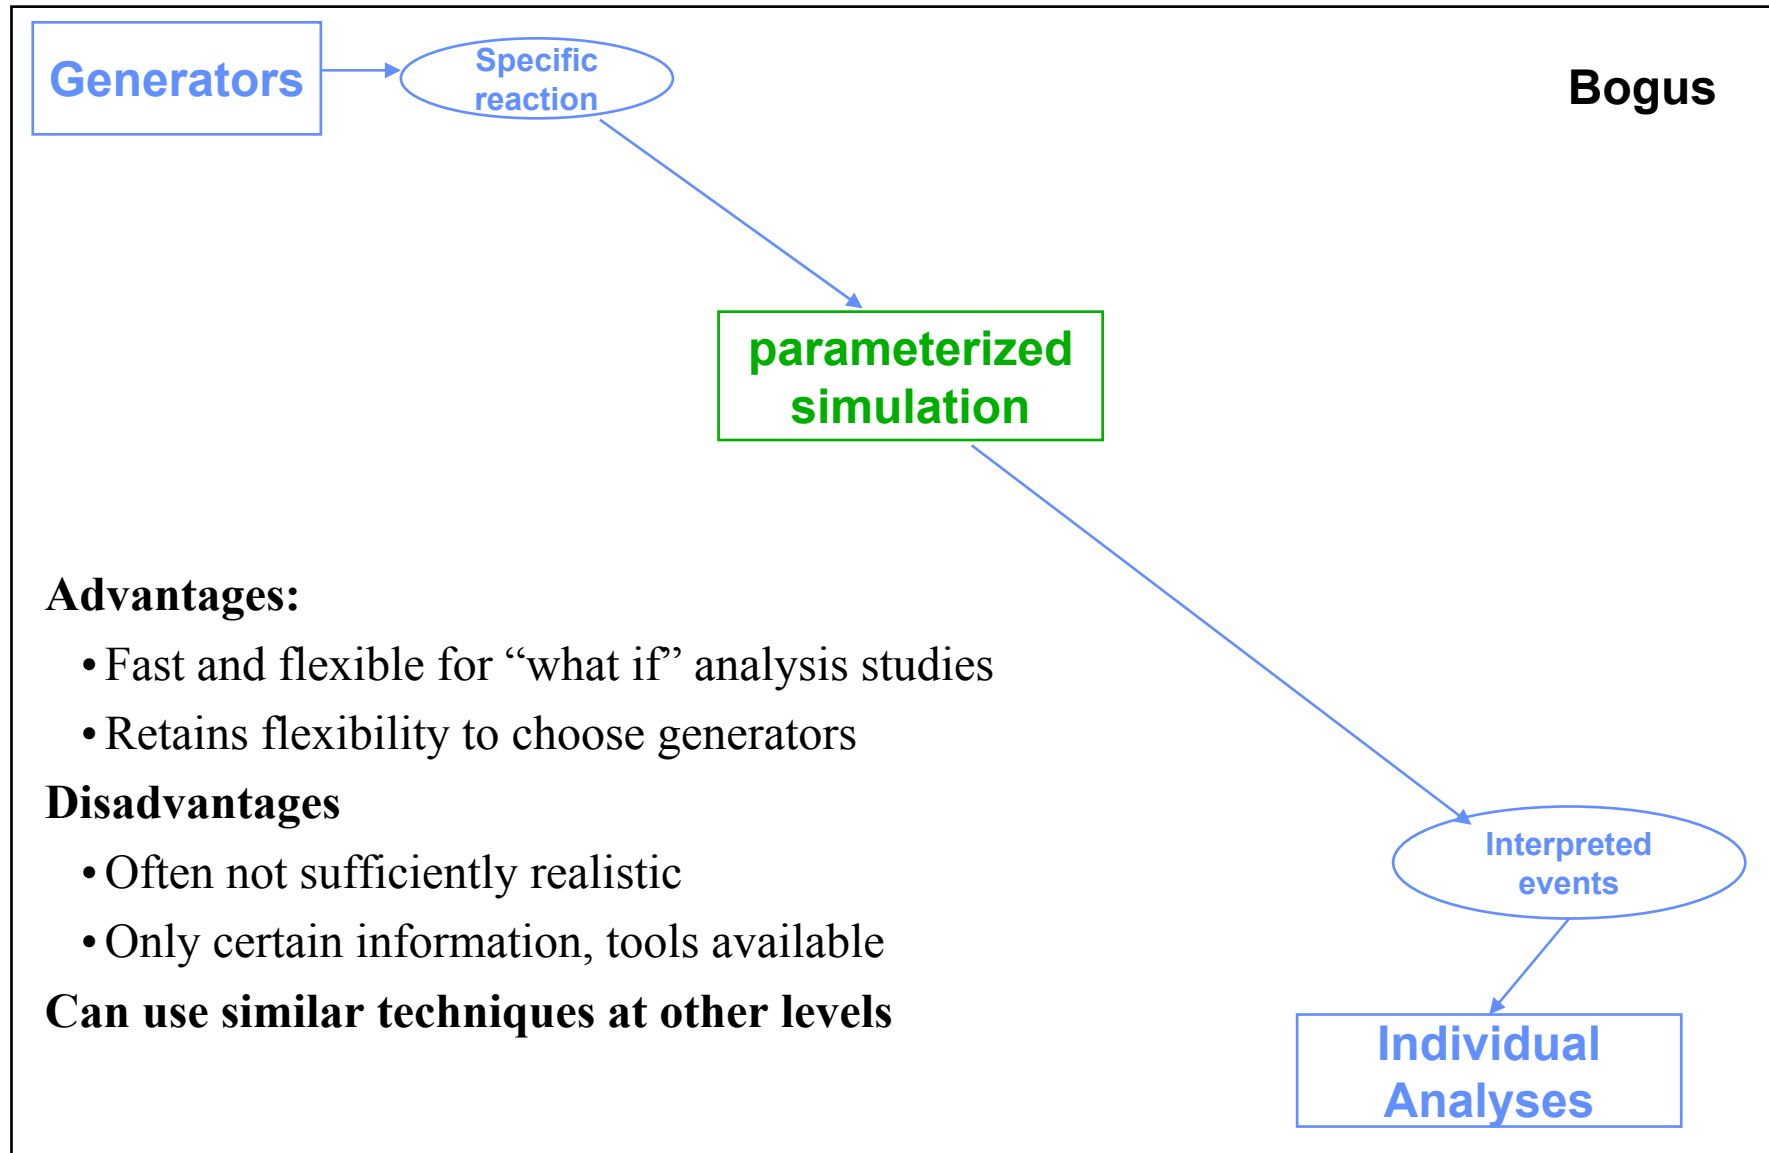 Generators
Specific
reaction
Bogus
parameterized
simulation
Advantages:
• Fast and flexible for “what if” analysis studies
• Retains flexibility to choose generators
Disadvantages
• Often not sufficiently realistic
• Only certain information, tools available
Can use similar techniques at other levels
Interpreted
events
Individual
Analyses